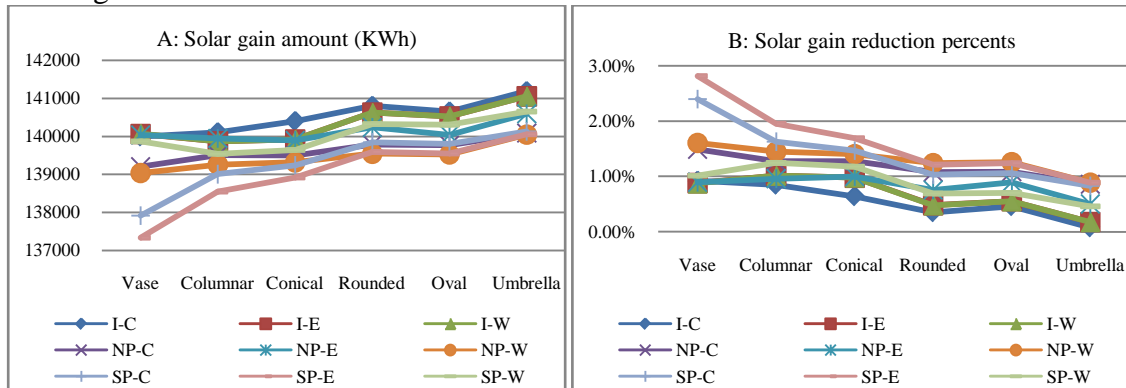 A: Solar gain amount (KWh)
142000
141000
140000
139000
138000
137000
Vase Columnar Conical Rounded Oval Umbrella
I-C I-E I-W
NP-C NP-E NP-W
SP-C SP-E SP-W
B: Solar gain reduction percents
3.00%
2.00%
1.00%
0.00%
Vase Columnar Conical Rounded Oval Umbrella
I-C I-E I-W
NP-C NP-E NP-W
SP-C SP-E SP-W